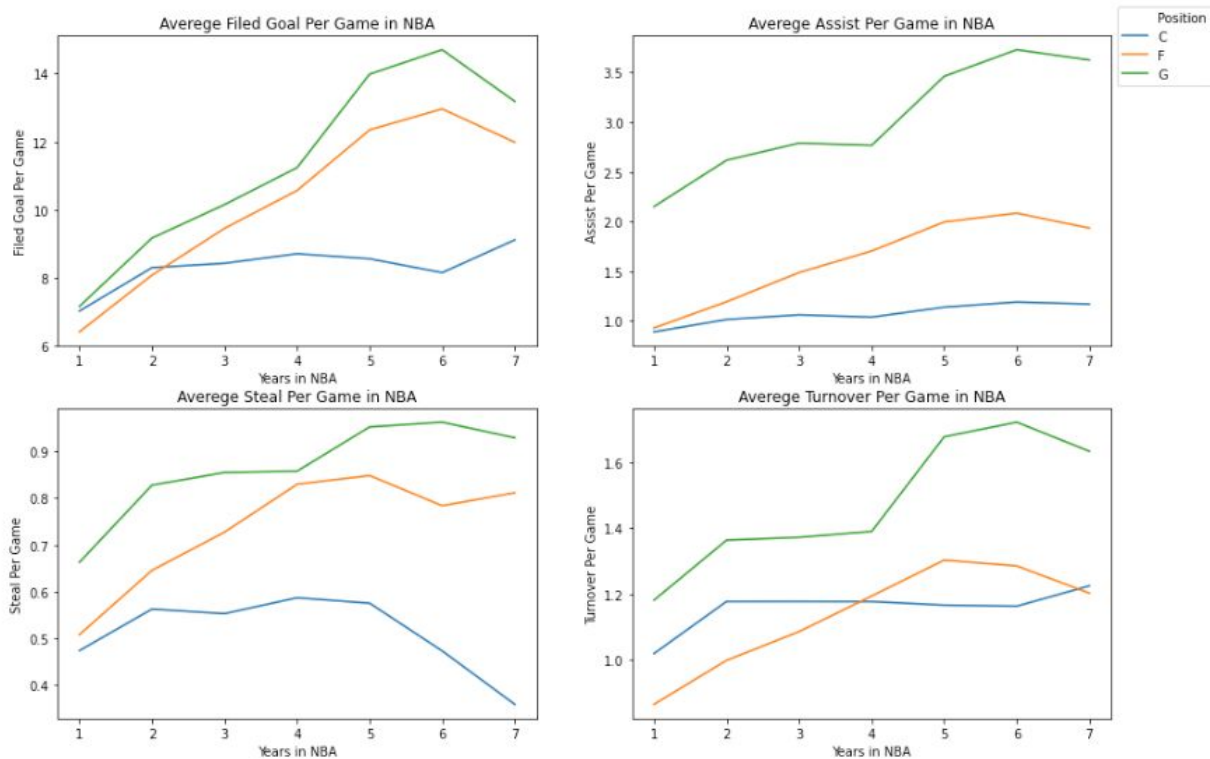 Averege Filed Goal Per Game in NBA
Filed Goal Per Game
14
12
10
8
6
1 2 3 4 5 6 7
Years in NBA
Averege Assist Per Game in NBA
Assist Per Game
3.5
3.0
2.5
2.0
1.5
1.0
1 2 3 4 5 6 7
Years in NBA
Position
C
F
G
Averege Steal Per Game in NBA
Steal Per Game
0.9
0.8
0.7
0.6
0.5
0.4
1 2 3 4 5 6 7
Years in NBA
Averege Turnover Per Game in NBA
Turnover Per Game
1.6
1.4
1.2
1.0
1 2 3 4 5 6 7
Years in NBA